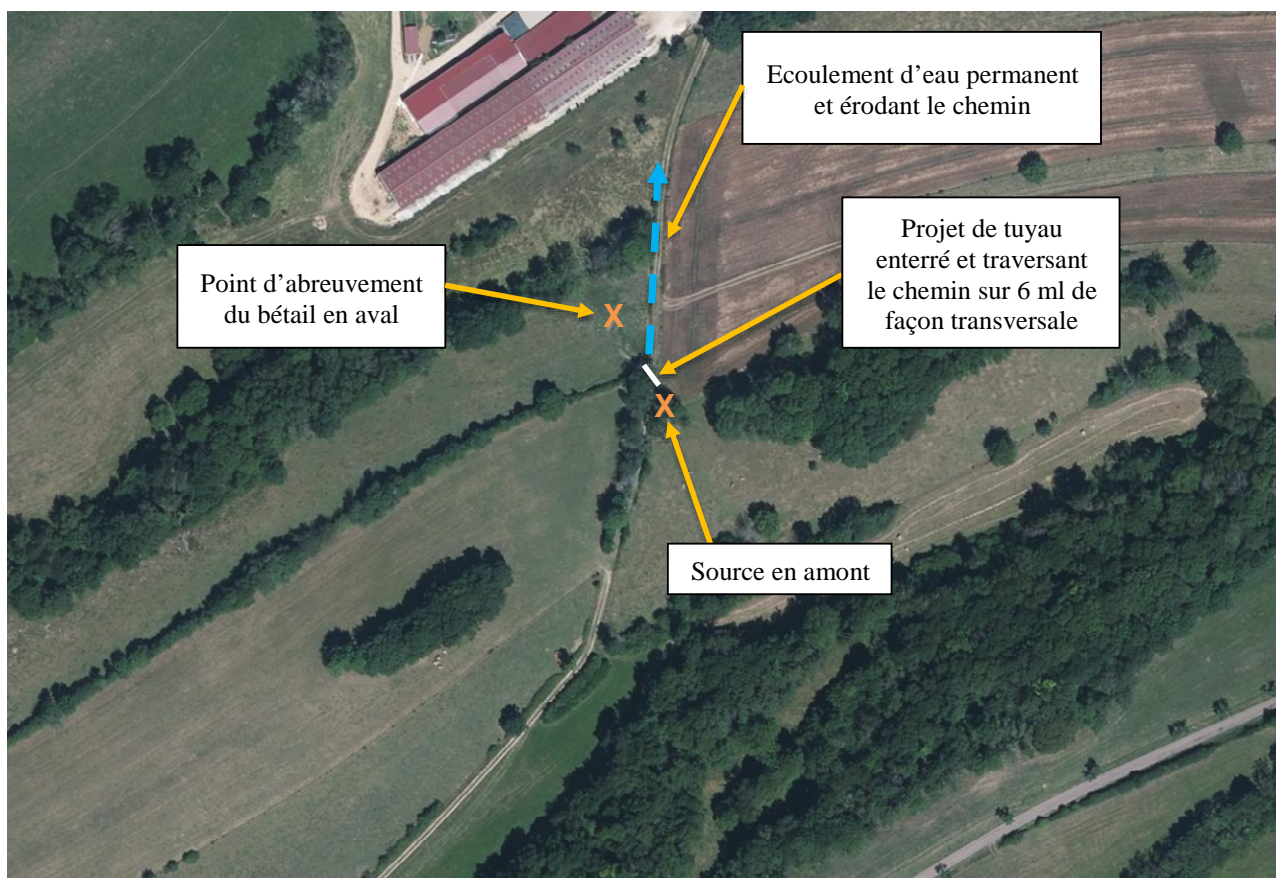 Ecoulement d'eau permanent
et érodant le chemin
Projet de tuyau
enterré et traversant
le chemin sur 6 ml de
façon transversale
Point d'abreuvement
du bétail en aval
X
X
Source en amont